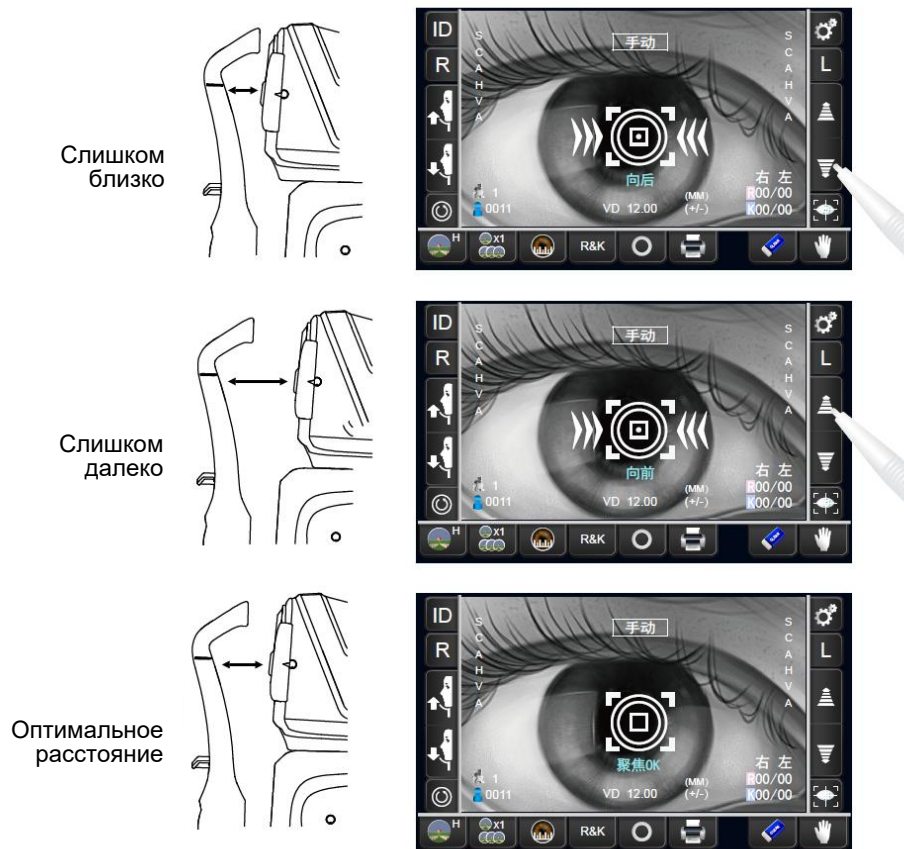 Слишком
близко
ID
R
S
C
A
H
V
A
手动
S
C
A
H
V
A
L
向后
1
0011
VD 12.00
(MM)
(+/-)
右 左
R00/00
K00/00
H
X1
R&K
Слишком
далеко
ID
R
S
C
A
H
V
A
手动
S
C
A
H
V
A
L
向前
1
0011
VD 12.00
(MM)
(+/-)
右 左
R00/00
K00/00
H
X1
R&K
Оптимальное
расстояние
ID
R
S
C
A
H
V
A
手动
S
C
A
H
V
A
L
聚焦OK
1
0011
VD 12.00
(MM)
(+/-)
右 左
R00/00
K00/00
H
X1
R&K